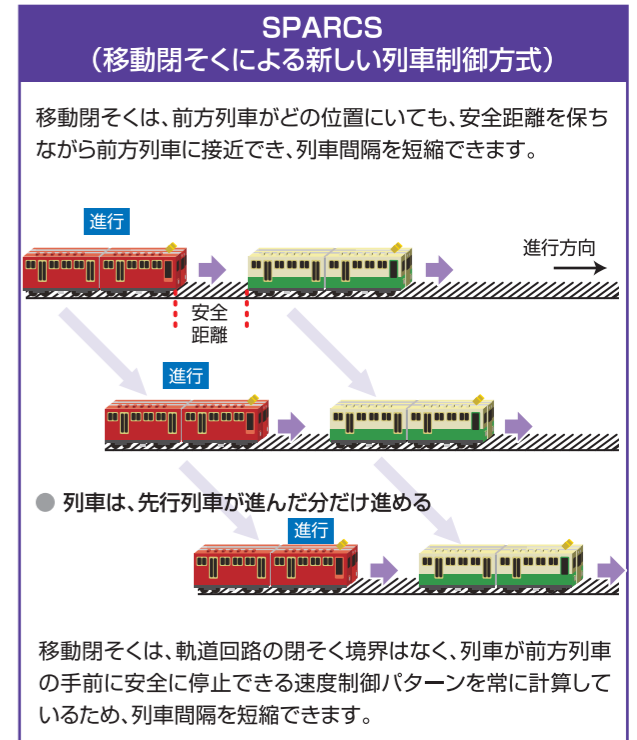 SPARCS
（移動閉そくによる新しい列車制御方式）
移動閉そくは、前方列車がどの位置にいても、安全距離を保ち
ながら前方列車に接近でき、列車間隔を短縮できます。
進行
進行方向
安全
距離
進行
● 列車は、先行列車が進んだ分だけ進める
進行
移動閉そくは、軌道回路の閉そく境界はなく、列車が前方列車
の手前に安全に停止できる速度制御パターンを常に計算して
いるため、列車間隔を短縮できます。